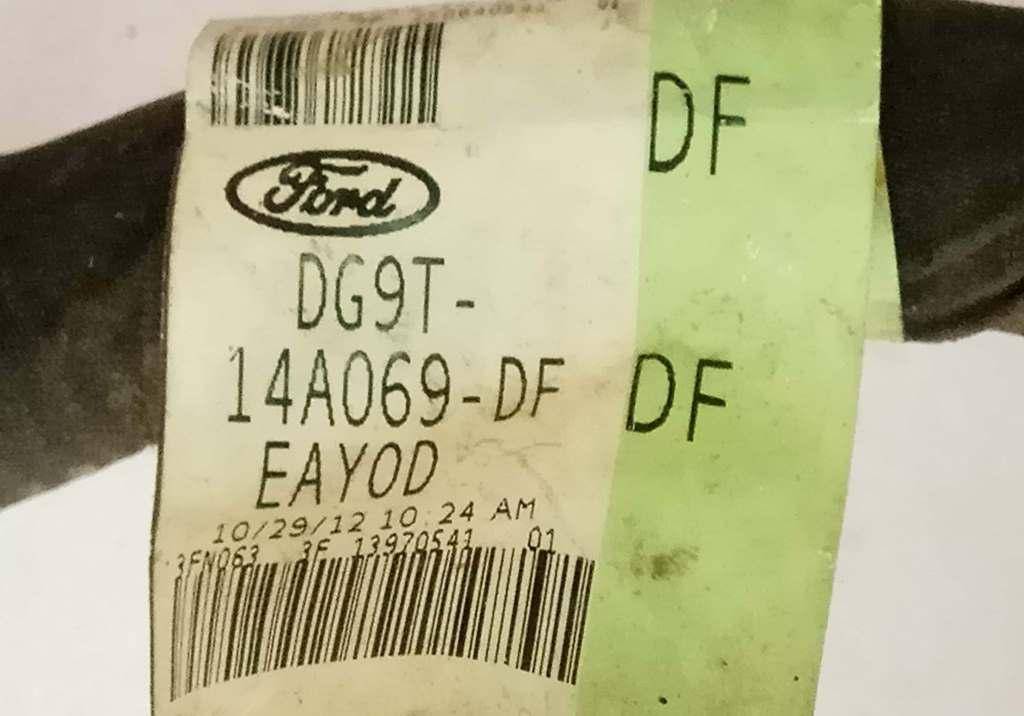 DF
Ford
DG9T-
14A069-DF DF
EAYOD
10/29/12 10:24 AM
3FN063 3F 13970541 01